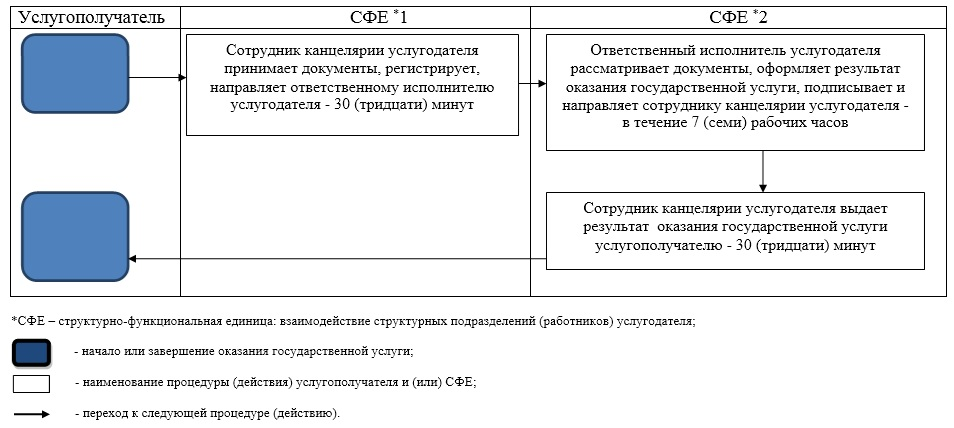 Услугополучатель
СФЕ *1
СФЕ *2
Сотрудник канцелярии услугодателя
принимает документы, регистрирует,
направляет ответственному исполнителю
услугодателя - 30 (тридцати) минут
Ответственный исполнитель услугодателя
рассматривает документы, оформляет результат
оказания государственной услуги, подписывает и
направляет сотруднику канцелярии услугодателя -
в течение 7 (семи) рабочих часов
Сотрудник канцелярии услугодателя выдает
результат оказания государственной услуги
услугополучателю - 30 (тридцати) минут
*СФЕ – структурно-функциональная единица: взаимодействие структурных подразделений (работников) услугодателя;
- начало или завершение оказания государственной услуги;
- наименование процедуры (действия) услугополучателя и (или) СФЕ;
- переход к следующей процедуре (действию).